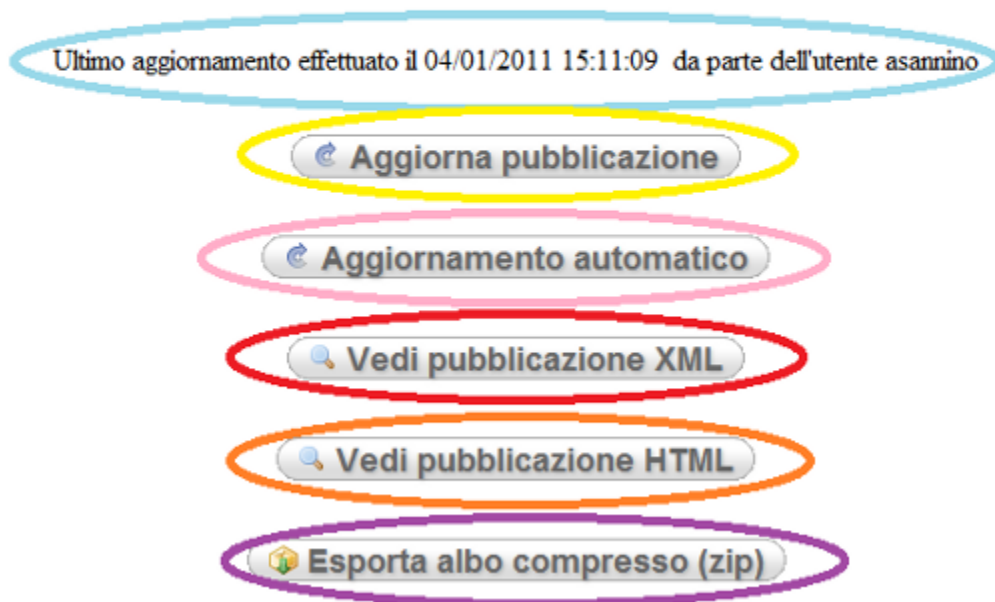 Ultimo aggiornamento effettuato il 04/01/2011 15:11:09 da parte dell'utente asannino
Aggiorna pubblicazione
Aggiornamento automatico
Vedi pubblicazione XML
Vedi pubblicazione HTML
Esporta albo compresso (zip)